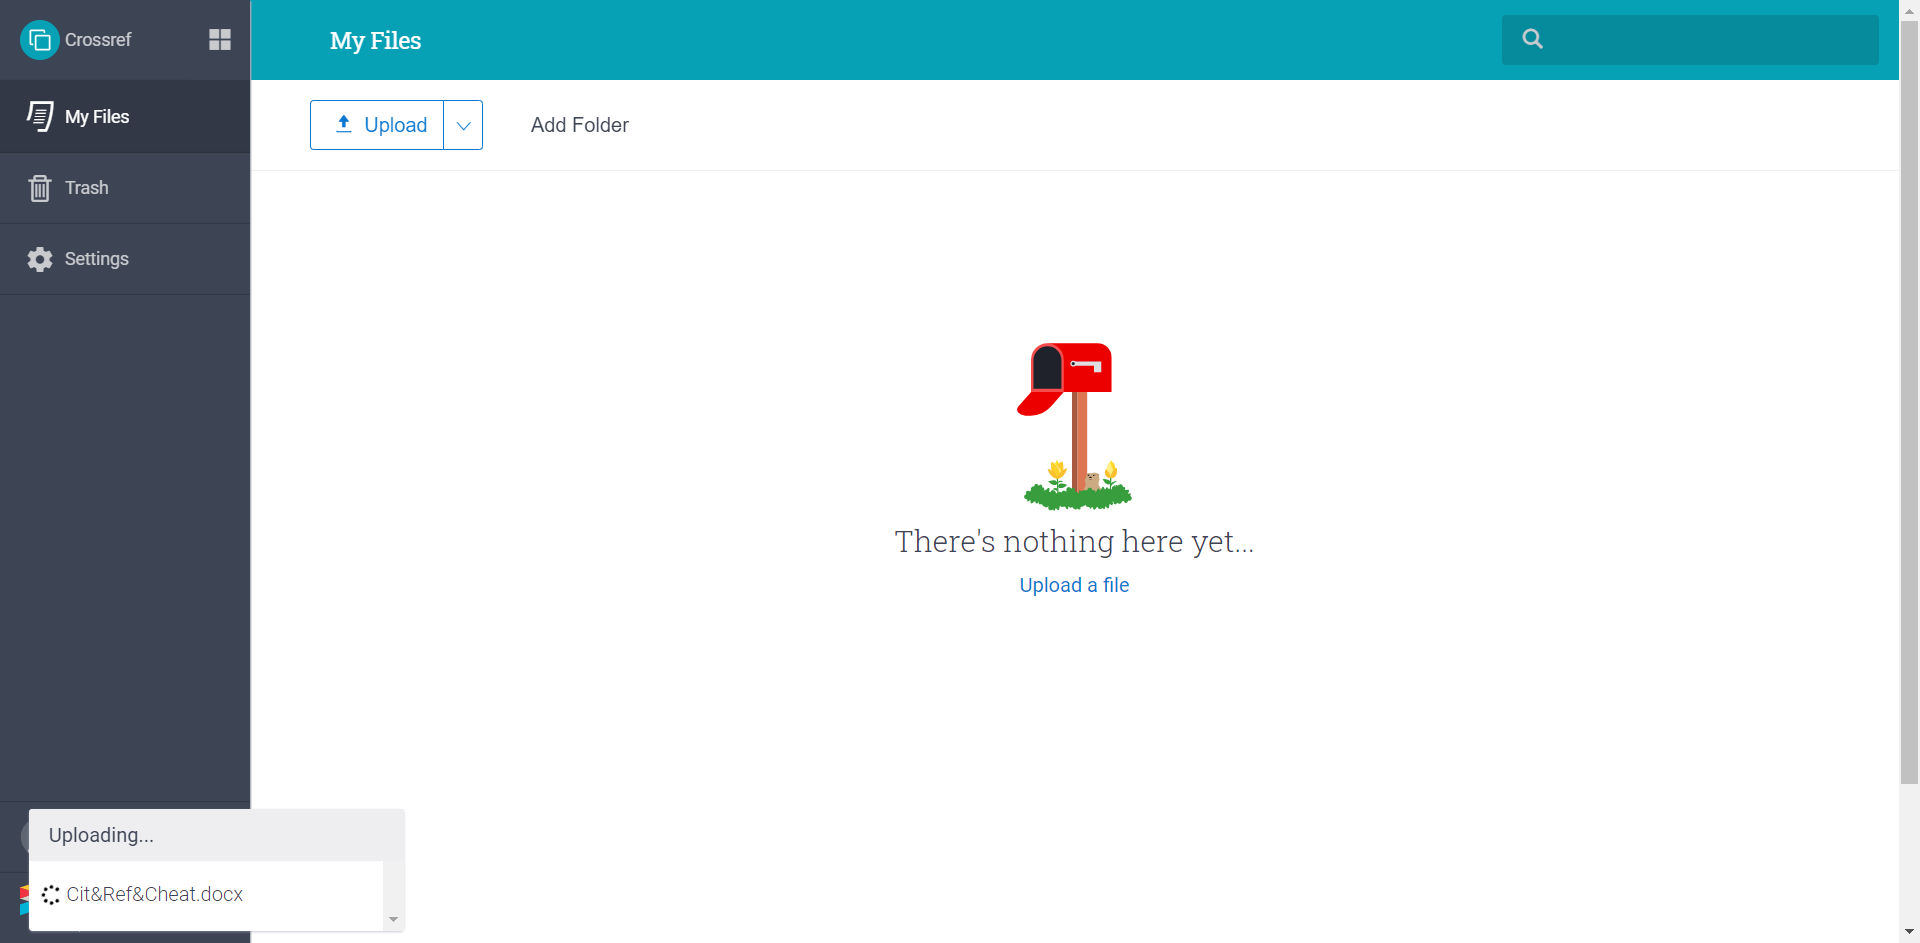 Crossref
My Files
Trash
Settings
My Files
Upload
Add Folder
There's nothing here yet...
Upload a file
Uploading...
Cit&Ref&Cheat.docx